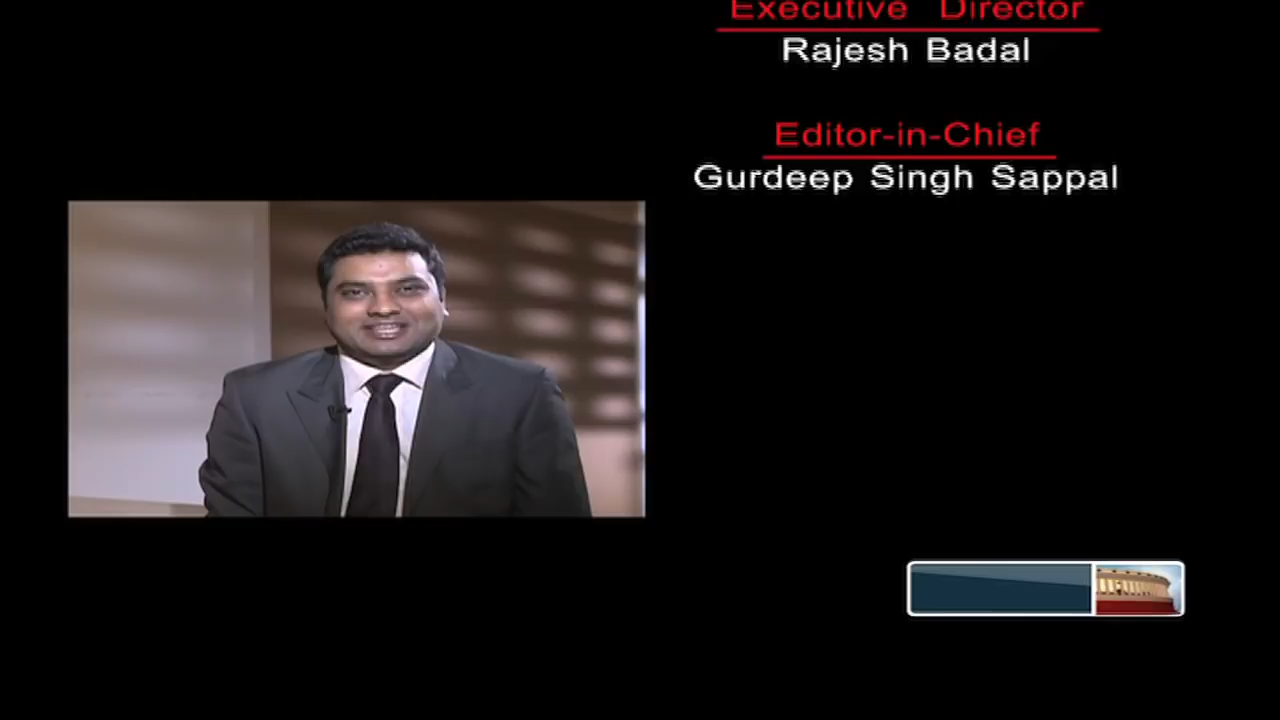 Executive Director
Rajesh Badal
Editor-in-Chief
Gurdeep Singh Sappal